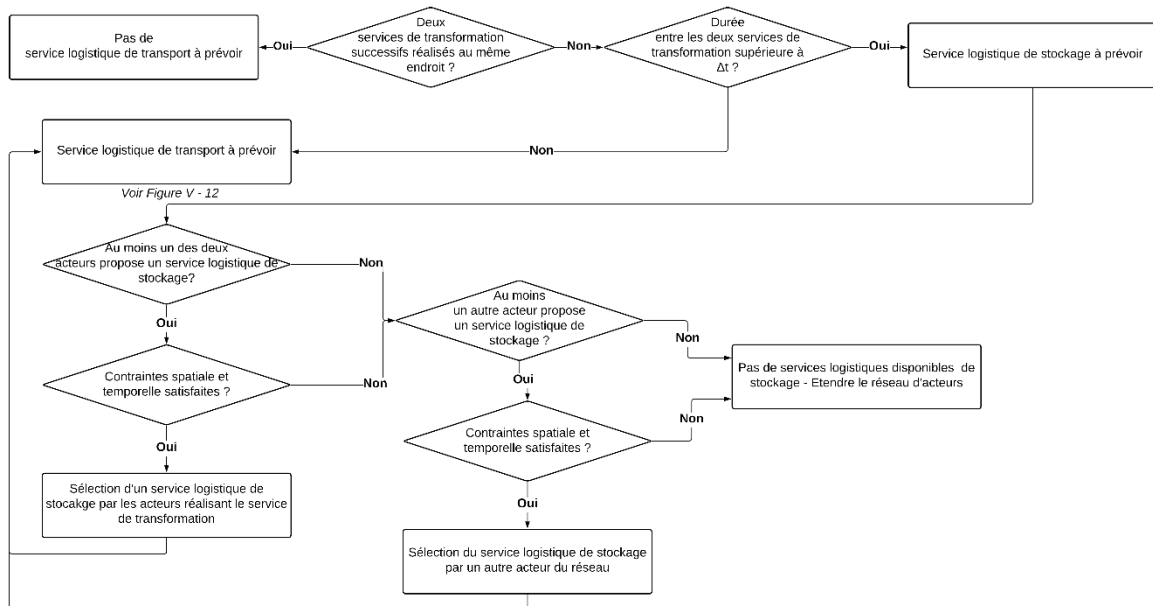 Pas de
service logistique de transport à prévoir
Oui
Deux
services de transformation
successifs réalisés au même
endroit ?
Non
Durée
entre les deux services de
transformation supérieure à
Δt ?
Oui
Service logistique de stockage à prévoir
Service logistique de transport à prévoir
Non
Voir Figure V - 12
Au moins un des deux
acteurs propose un service logistique de
stockage?
Non
Oui
Au moins
un autre acteur propose
un service logistique de
stockage ?
Non
Oui
Pas de services logistiques disponibles de
stockage - Etendre le réseau d'acteurs
Contraintes spatiale et
temporelle satisfaites ?
Non
Oui
Contraintes spatiale et
temporelle satisfaites ?
Non
Oui
Sélection d'un service logistique de
stocakge par les acteurs réalisant le service
de transformation
Sélection du service logistique de stockage
par un autre acteur du réseau